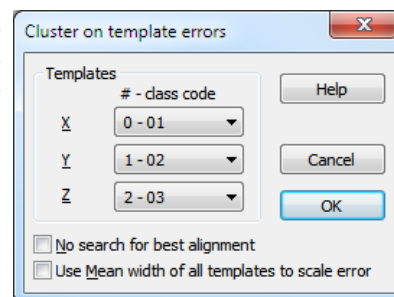 Cluster on template errors
Templates
# - class code
X 0 - 01
Y 1 - 02
Z 2 - 03
Help
Cancel
OK
No search for best alignment
Use Mean width of all templates to scale error